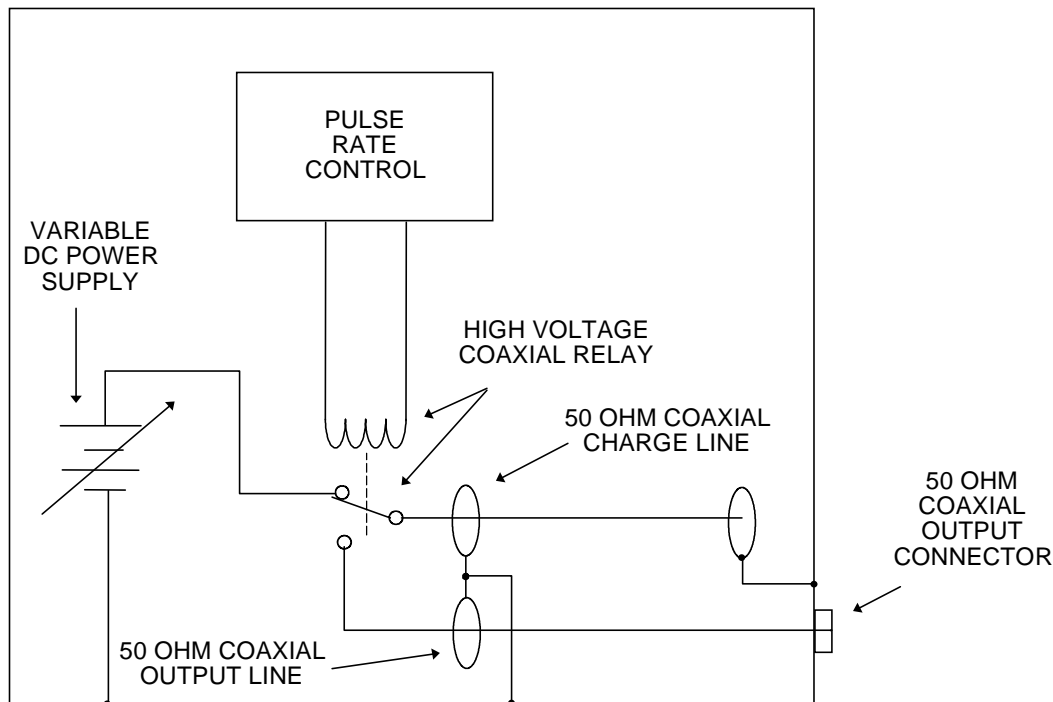 PULSE
RATE
CONTROL
VARIABLE
DC POWER
SUPPLY
HIGH VOLTAGE
COAXIAL RELAY
50 OHM COAXIAL
CHARGE LINE
50 OHM
COAXIAL
OUTPUT
CONNECTOR
50 OHM COAXIAL
OUTPUT LINE